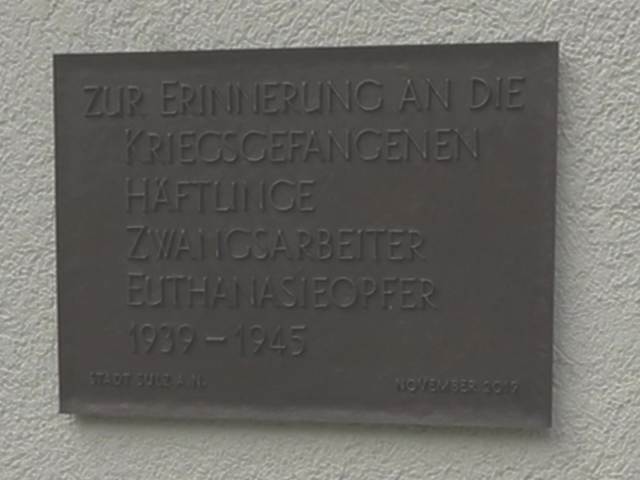 ZUR ERINNERUNG AN DIE
KRIEGSGEFANGENEN
HÄFTLINGE
ZWANGSARBEITER
EUTHANASIEOPFER
1939 – 1945
STADT SULZ A.N.
NOVEMBER 2019